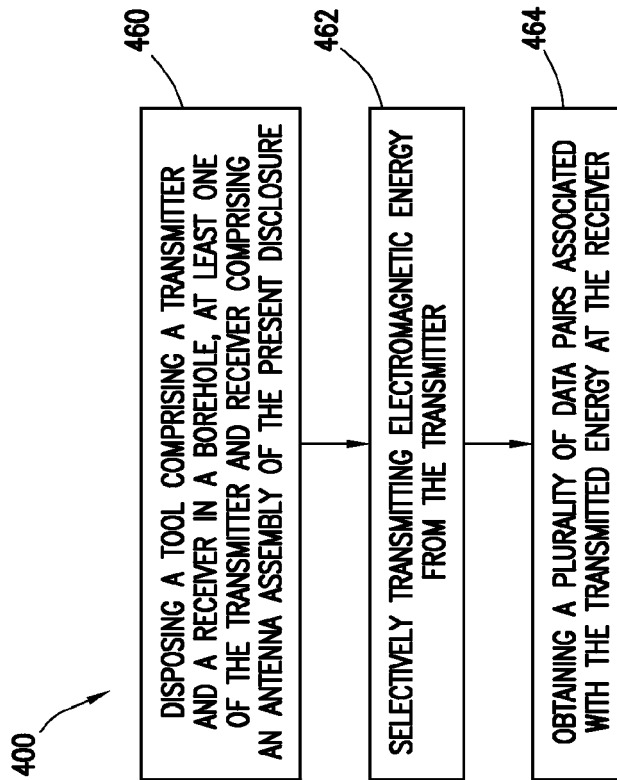 400
460
DISPOSING A TOOL COMPRISING A TRANSMITTER
AND A RECEIVER IN A BOREHOLE, AT LEAST ONE
OF THE TRANSMITTER AND RECEIVER COMPRISING
AN ANTENNA ASSEMBLY OF THE PRESENT DISCLOSURE
462
SELECTIVELY TRANSMITTING ELECTROMAGNETIC ENERGY
FROM THE TRANSMITTER
464
OBTAINING A PLURALITY OF DATA PAIRS ASSOCIATED
WITH THE TRANSMITTED ENERGY AT THE RECEIVER